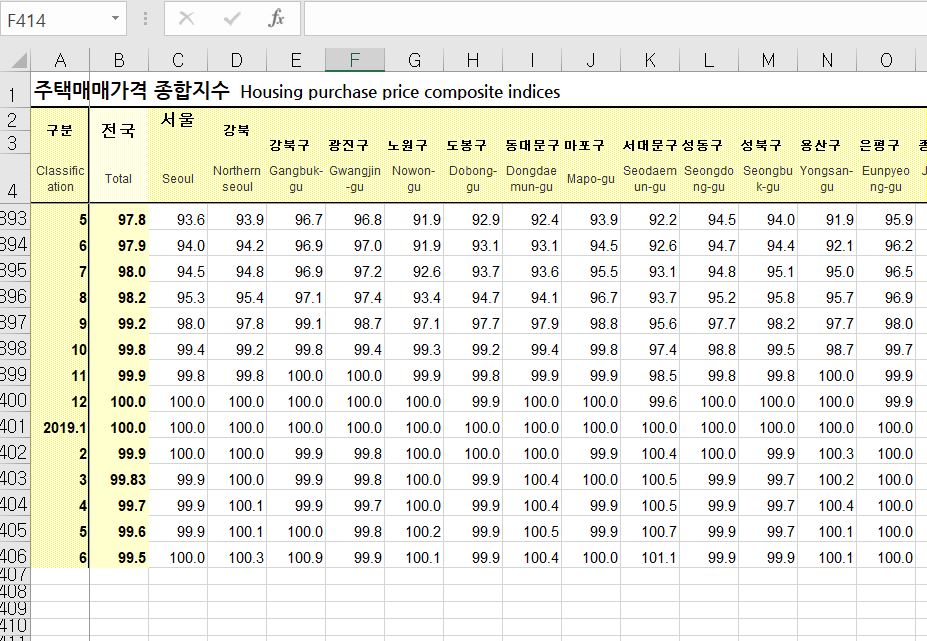 F414 fx
A B C D E F G H I J K L M N O
1 주택매매가격 종합지수 Housing purchase price composite indices
2 구분 전국 서울 강북
3 강북구 광진구 노원구 도봉구 동대문구 마포구 서대문구 성동구 성북구 용산구 은평구
4 Classification Total Seoul Northern seoul Gangbuk-gu Gwangjin-gu Nowon-gu Dobong-gu Dongdaemun-gu Mapo-gu Seodaemun-gu Seongdong-gu Seongbuk-gu Yongsan-gu Eunpyeong-gu
393 5 97.8 93.6 93.9 96.7 96.8 91.9 92.9 92.4 93.9 92.2 94.5 94.0 91.9 95.9
394 6 97.9 94.0 94.2 96.9 97.0 91.9 93.1 93.1 94.5 92.6 94.7 94.4 92.1 96.2
395 7 98.0 94.5 94.8 96.9 97.2 92.6 93.7 93.6 95.5 93.1 94.8 95.1 95.0 96.5
396 8 98.2 95.3 95.4 97.1 97.4 93.4 94.7 94.1 96.7 93.7 95.2 95.8 95.7 96.9
397 9 99.2 98.0 97.8 99.1 98.7 97.1 97.7 97.9 98.8 95.6 97.7 98.2 97.7 98.0
398 10 99.8 99.4 99.2 99.8 99.4 99.3 99.2 99.4 99.8 97.4 98.8 99.5 98.7 99.7
399 11 99.9 99.8 99.8 100.0 100.0 99.9 99.8 99.9 99.9 98.5 99.8 99.8 100.0 99.9
400 12 100.0 100.0 100.0 100.0 100.0 100.0 99.9 100.0 100.0 99.6 100.0 100.0 100.0 99.9
401 2019.1 100.0 100.0 100.0 100.0 100.0 100.0 100.0 100.0 100.0 100.0 100.0 100.0 100.0 100.0
402 2 99.9 100.0 100.0 99.9 99.8 100.0 99.9 100.0 99.9 100.4 100.0 99.9 100.3 100.0
403 3 99.83 99.9 100.0 99.9 99.8 100.0 99.9 100.4 100.0 100.5 99.9 99.7 100.2 100.0
404 4 99.7 99.9 100.1 99.9 99.7 100.0 99.9 100.4 99.9 100.5 99.9 99.7 100.4 100.0
405 5 99.6 99.9 100.1 100.0 99.8 100.2 99.9 100.5 99.9 100.7 99.9 99.7 100.1 100.0
406 6 99.5 100.0 100.3 100.9 99.9 100.1 99.9 100.4 100.0 101.1 99.9 99.9 100.1 100.0
407
408
409
410